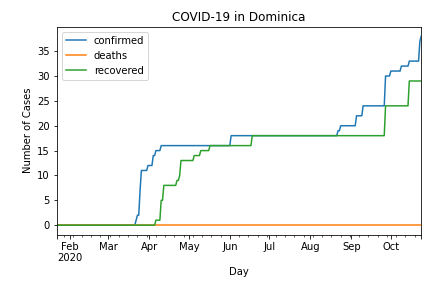 COVID-19 in Dominica
confirmed
deaths
recovered
Number of Cases
35
30
25
20
15
10
5
0
Feb Mar Apr May Jun Jul Aug Sep Oct
2020
Day